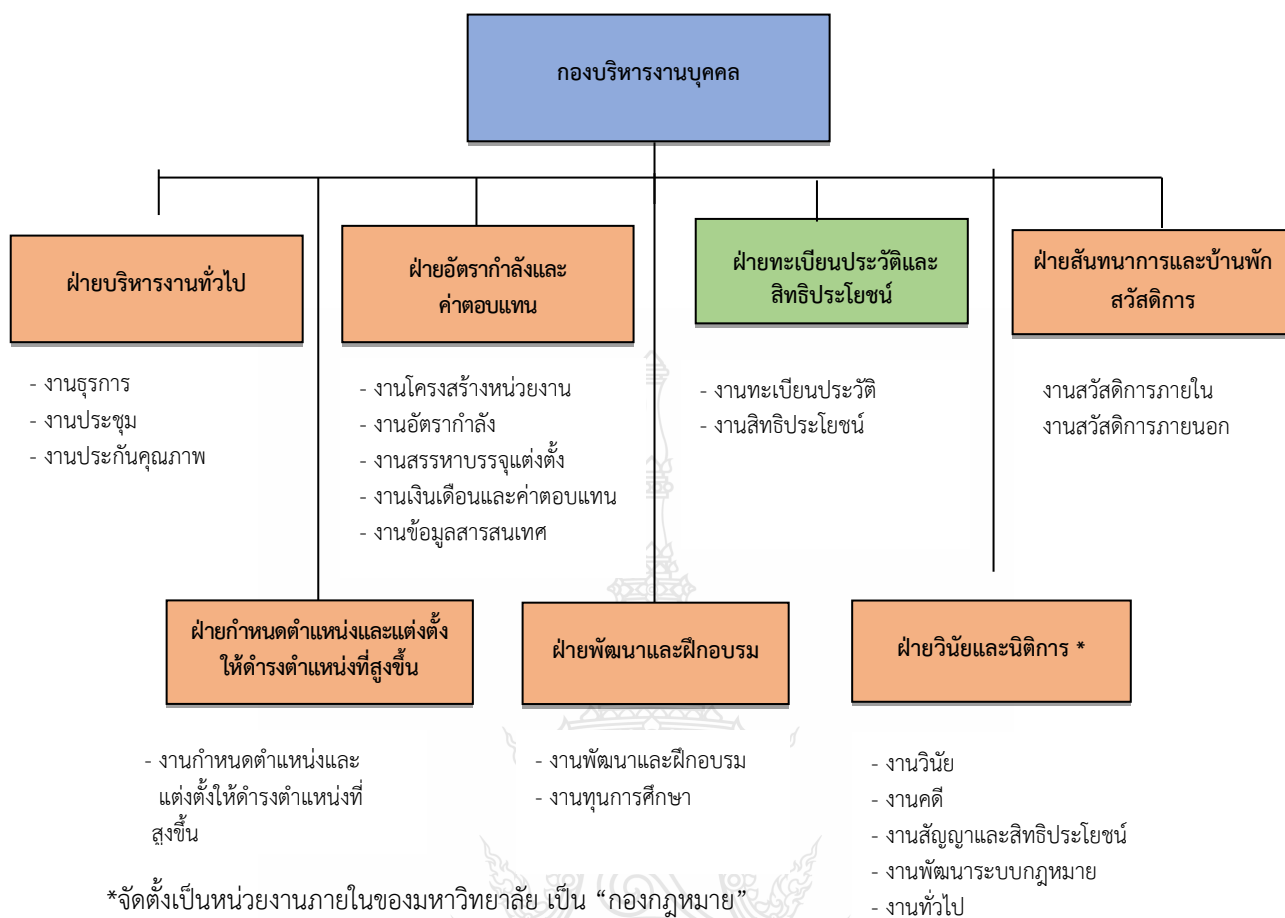 กองบริหารงานบุคคล
ฝ่ายบริหารงานทั่วไป
- งานธุรการ
- งานประชุม
- งานประกันคุณภาพ
ฝ่ายอัตรากำลังและ
ค่าตอบแทน
- งานโครงสร้างหน่วยงาน
- งานอัตรากำลัง
- งานสรรหาบรรจุแต่งตั้ง
- งานเงินเดือนและค่าตอบแทน
- งานข้อมูลสารสนเทศ
ฝ่ายทะเบียนประวัติและ
สิทธิประโยชน์
- งานทะเบียนประวัติ
- งานสิทธิประโยชน์
ฝ่ายสันทนาการและบ้านพัก
สวัสดิการ
งานสวัสดิการภายใน
งานสวัสดิการภายนอก
ฝ่ายกำหนดตำแหน่งและแต่งตั้ง
ให้ดำรงตำแหน่งที่สูงขึ้น
- งานกำหนดตำแหน่งและ
แต่งตั้งให้ดำรงตำแหน่งที่
สูงขึ้น
ฝ่ายพัฒนาและฝึกอบรม
- งานพัฒนาและฝึกอบรม
- งานทุนการศึกษา
ฝ่ายวินัยและนิติการ *
- งานวินัย
- งานคดี
- งานสัญญาและสิทธิประโยชน์
- งานพัฒนาระบบกฎหมาย
- งานทั่วไป
*จัดตั้งเป็นหน่วยงานภายในของมหาวิทยาลัย เป็น “กองกฎหมาย”